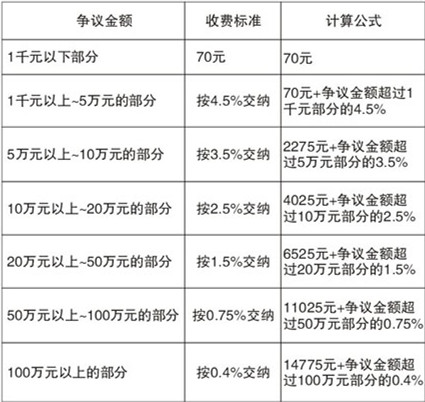 争议金额 收费标准 计算公式
1千元以下部分 70元 70元
1千元以上~5万元的部分 按4.5%交纳 70元+争议金额超过1
千元部分的4.5%
5万元以上~10万元的部分 按3.5%交纳 2275元+争议金额超
过5万元部分的3.5%
10万元以上~20万元的部分 按2.5%交纳 4025元+争议金额超
过10万元部分的2.5%
20万元以上~50万元的部分 按1.5%交纳 6525元+争议金额超
过20万元部分的1.5%
50万元以上~100万元的部分 按0.75%交纳 11025元+争议金额超
过50万元部分的0.75%
100万元以上的部分 按0.4%交纳 14775元+争议金额超
过100万元部分的0.4%